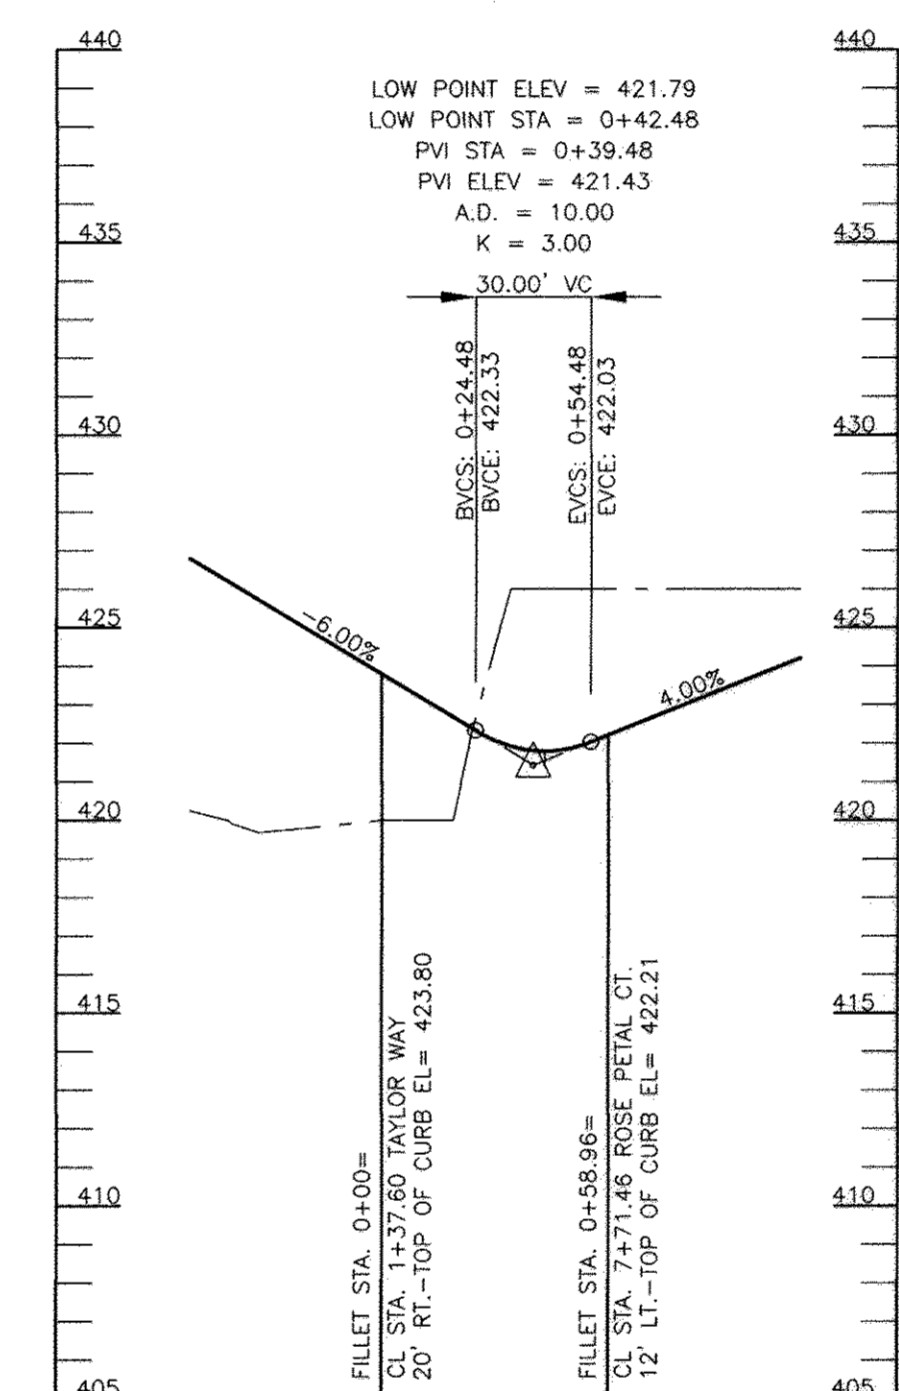 440
440
LOW POINT ELEV = 421.79
LOW POINT STA = 0+42.48
PVI STA = 0+39.48
PVI ELEV = 421.43
A.D. = 10.00
K = 3.00
435
435
30.00' VC
BVCS: 0+24.48
BVCE: 422.33
EVCS: 0+54.48
EVCE: 422.03
430
430
425
425
-6.00%
4.00%
420
420
415
415
FILLET STA. 0+00=
CL STA. 1+37.60 TAYLOR WAY
20' RT.-TOP OF CURB EL= 423.80
FILLET STA. 0+58.96=
CL STA. 7+71.46 ROSE PETAL CT.
12' LT.-TOP OF CURB EL= 422.21
410
410
405
405